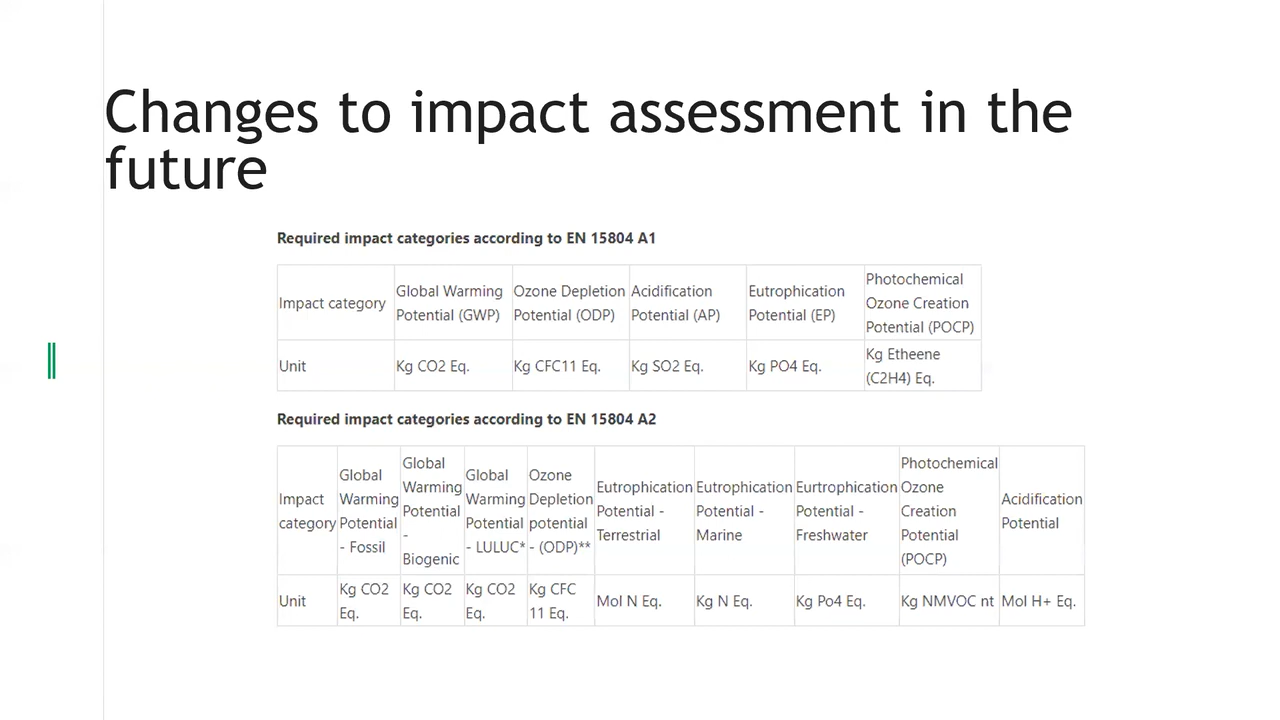 Changes to impact assessment in the
future
Required impact categories according to EN 15804 A1
Impact category
Global Warming
Potential (GWP)
Ozone Depletion
Potential (ODP)
Acidification
Potential (AP)
Eutrophication
Potential (EP)
Photochemical
Ozone Creation
Potential (POCP)
Unit
Kg CO2 Eq.
Kg CFC11 Eq.
Kg SO2 Eq.
Kg PO4 Eq.
Kg Etheene
(C2H4) Eq.
Required impact categories according to EN 15804 A2
Impact
category
Global
Warming
Potential
- Fossil
Global
Warming
Potential
-
Biogenic
Global
Warming
Potential
- LULUC*
Ozone
Depletion
potential
- (ODP)**
Eutrophication
Potential -
Terrestrial
Eutrophication
Potential -
Marine
Eurtrophication
Potential -
Freshwater
Photochemical
Ozone
Creation
Potential
(POCP)
Acidification
Potential
Unit
Kg CO2
Eq.
Kg CO2
Eq.
Kg CO2
Eq.
Kg CFC
11 Eq.
Mol N Eq.
Kg N Eq.
Kg Po4 Eq.
Kg NMVOC nt
Mol H+ Eq.